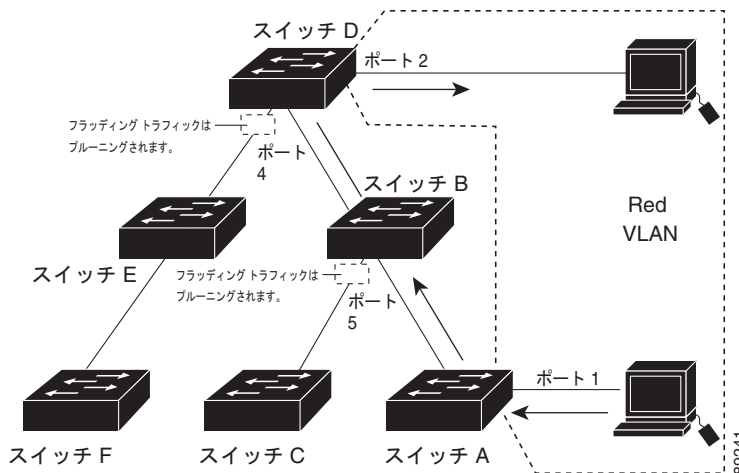 スイッチ D
ポート 2
フラッディング トラフィックは
プルーニングされます。
ポート
4
スイッチ B
Red
VLAN
スイッチ E
フラッディング トラフィックは
プルーニングされます。
ポート
5
ポート 1
スイッチ F
スイッチ C
スイッチ A